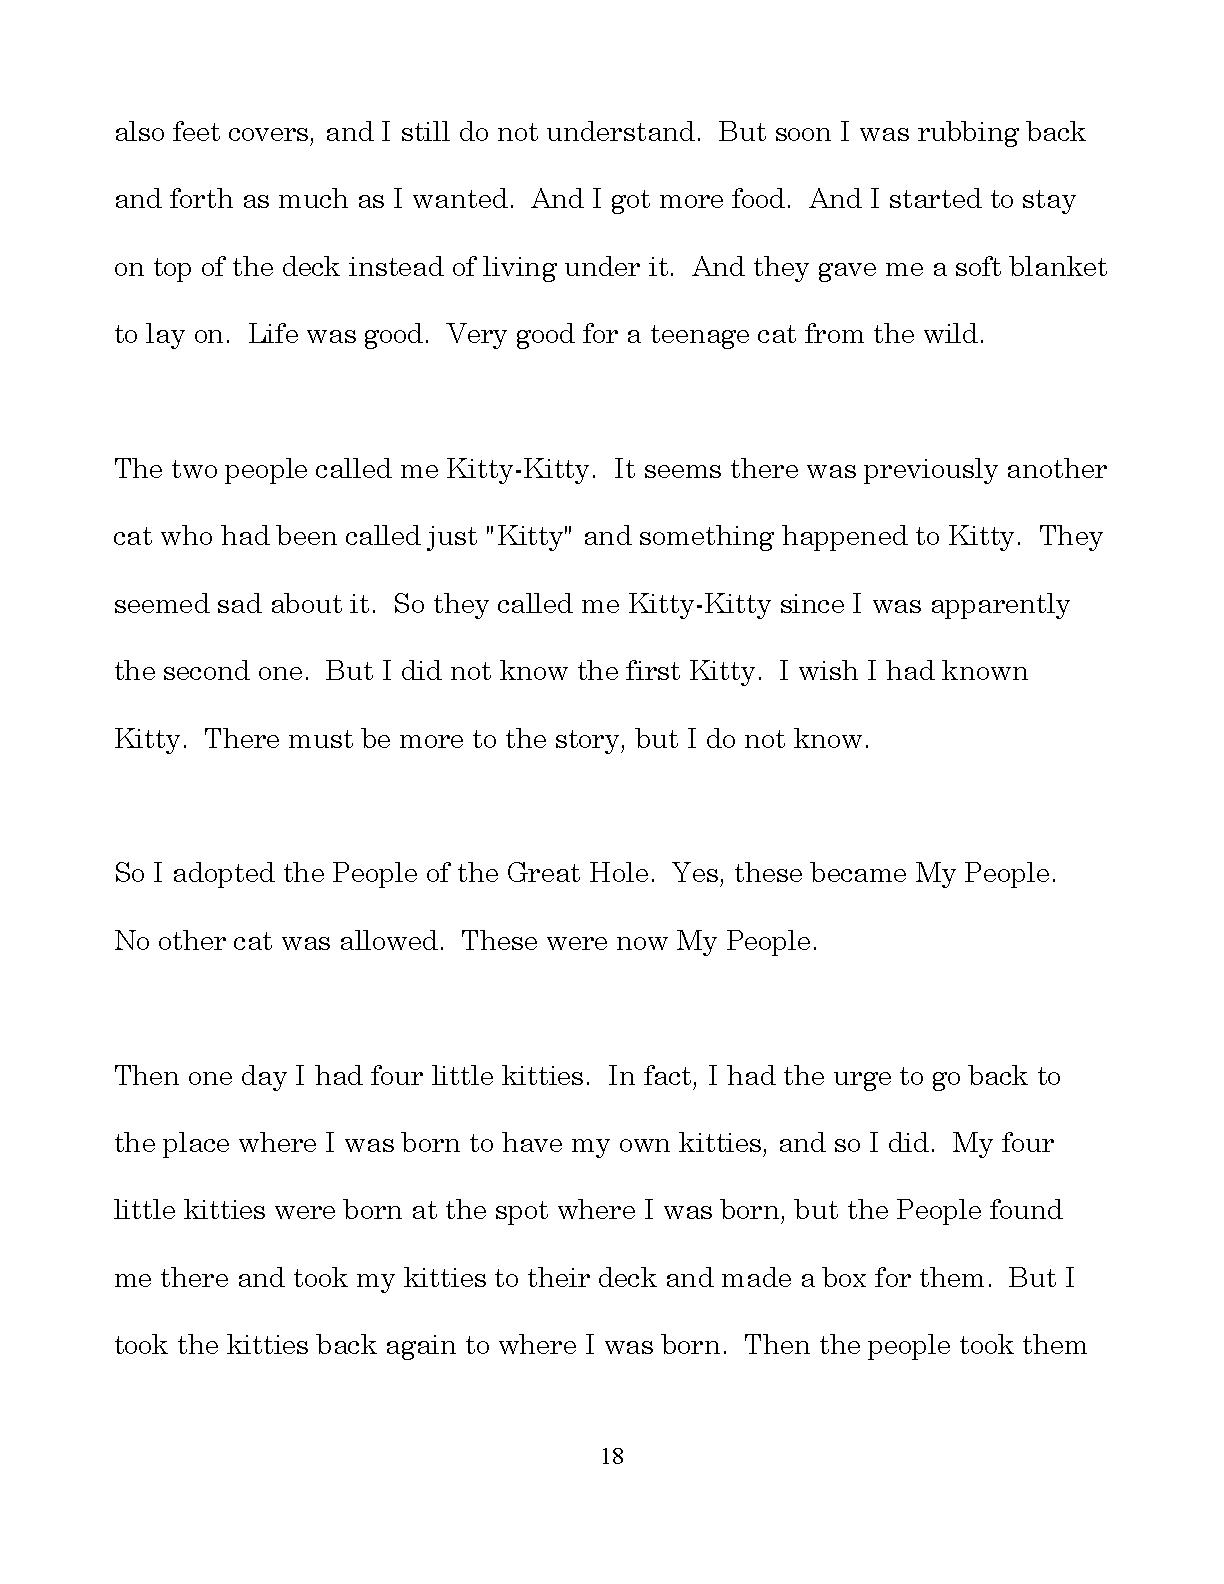 also feet covers, and I still do not understand.  But soon I was rubbing back
and forth as much as I wanted.  And I got more food.  And I started to stay
on top of the deck instead of living under it.  And they gave me a soft blanket
to lay on.  Life was good.  Very good for a teenage cat from the wild.
The two people called me Kitty-Kitty.  It seems there was previously another
cat who had been called just "Kitty" and something happened to Kitty.  They
seemed sad about it.  So they called me Kitty-Kitty since I was apparently
the second one.  But I did not know the first Kitty.  I wish I had known
Kitty.  There must be more to the story, but I do not know.
So I adopted the People of the Great Hole.  Yes, these became My People.
No other cat was allowed.  These were now My People.
Then one day I had four little kitties.  In fact, I had the urge to go back to
the place where I was born to have my own kitties, and so I did.  My four
little kitties were born at the spot where I was born, but the People found
me there and took my kitties to their deck and made a box for them.  But I
took the kitties back again to where I was born.  Then the people took them
18